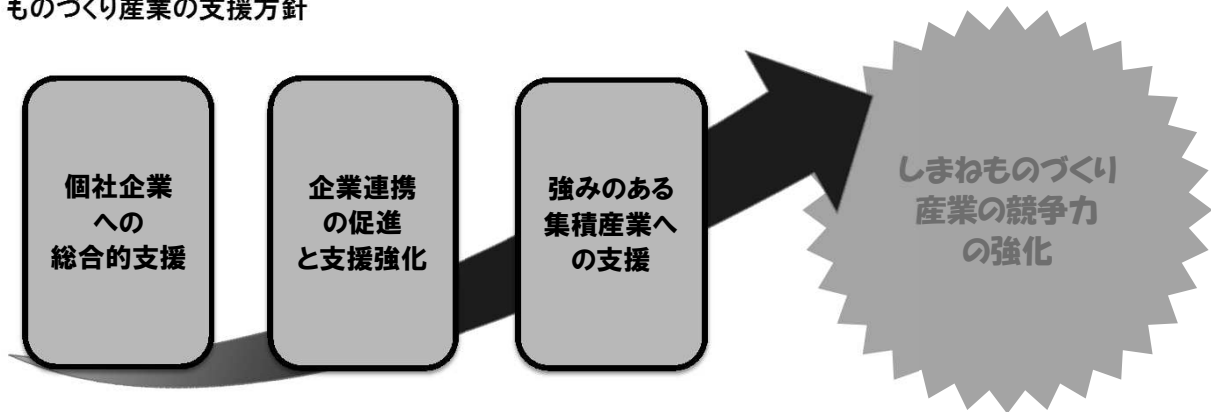 ものづくり産業の支援方針
個社企業
への
総合的支援
企業連携
の促進
と支援強化
強みのある
集積産業へ
の支援
しまねものづくり
産業の競争力
の強化